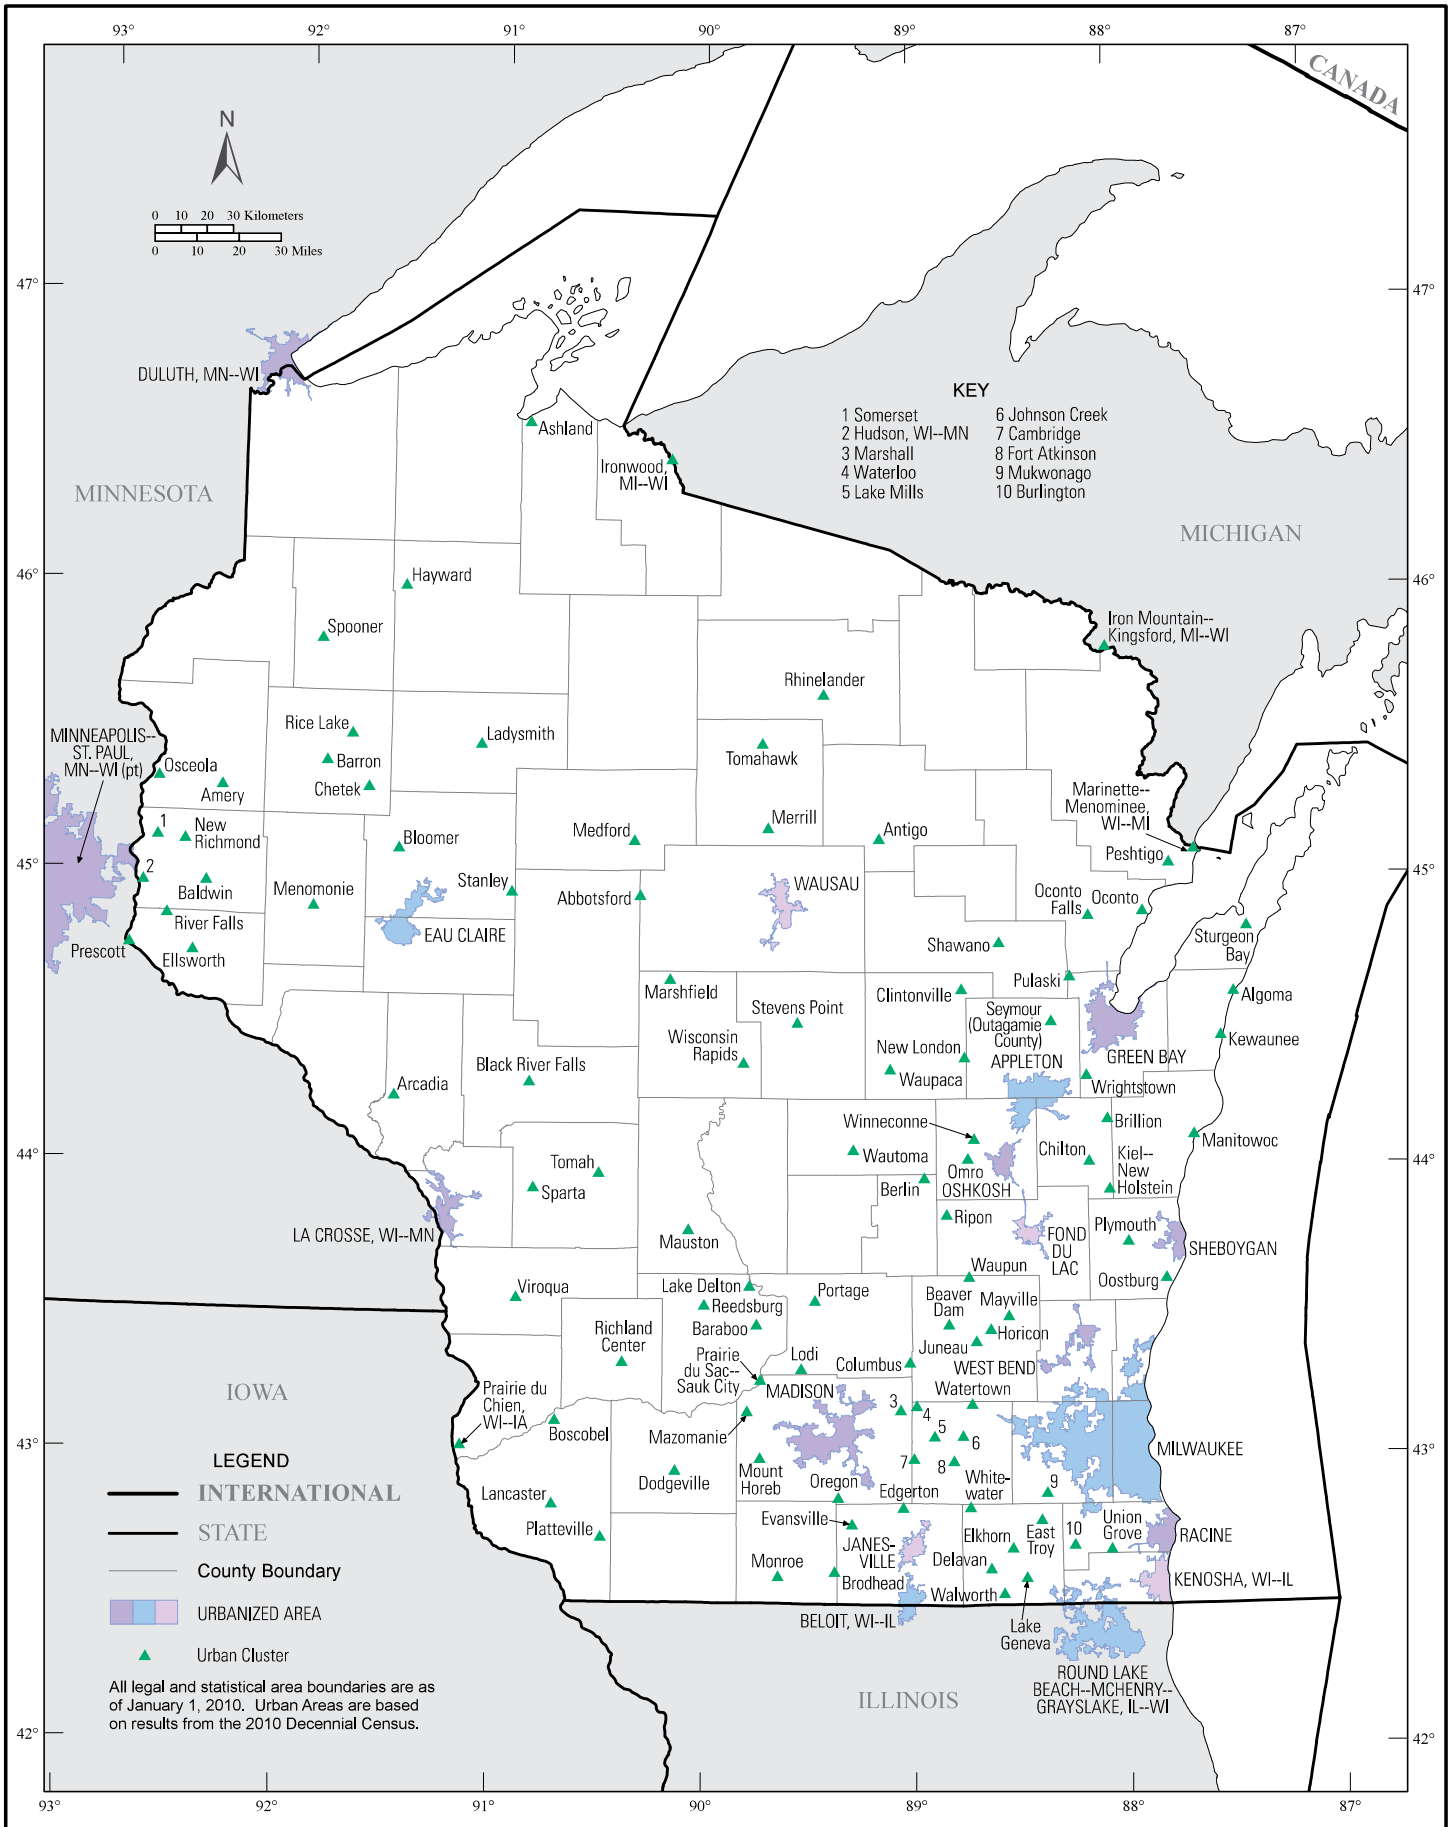 93°
92°
91°
90°
89°
88°
87°
CANADA
N
0 10 20 30 Kilometers
0 10 20 30 Miles
47°
47°
DULUTH, MN--WI
KEY
1 Somerset
2 Hudson, WI--MN
3 Marshall
4 Waterloo
5 Lake Mills
6 Johnson Creek
7 Cambridge
8 Fort Atkinson
9 Mukwonago
10 Burlington
Ashland
Ironwood,
MI--WI
MINNESOTA
MICHIGAN
46°
46°
Hayward
Spooner
Iron Mountain--
Kingsford, MI--WI
Rhinelander
Rice Lake
Ladysmith
MINNEAPOLIS--
ST. PAUL,
MN--WI (pt)
Osceola
Barron
Tomahawk
Amery
Chetek
Marinette--
Menominee,
WI--MI
1
New
Richmond
Bloomer
Medford
Merrill
Antigo
Peshtigo
45°
45°
2
Baldwin
Menomonie
Stanley
Abbotsford
WAUSAU
Oconto
Falls
Oconto
River Falls
EAU CLAIRE
Prescott
Ellsworth
Shawano
Sturgeon
Bay
Marshfield
Stevens Point
Clintonville
Pulaski
Algoma
Seymour
(Outagamie
County)
Wisconsin
Rapids
New London
APPLETON
GREEN BAY
Kewaunee
Black River Falls
Waupaca
Wrightstown
Arcadia
Winneconne
Brillion
Manitowoc
44°
44°
Tomah
Sparta
Wautoma
Omro
OSHKOSH
Chilton
Kiel--
New
Holstein
Berlin
LA CROSSE, WI--MN
Mauston
Ripon
FOND
DU
LAC
Plymouth
SHEBOYGAN
Waupun
Oostburg
Viroqua
Lake Delton
Reedsburg
Baraboo
Portage
Beaver
Dam
Mayville
Horicon
Juneau
Richland
Center
Prairie
du Sac--
Sauk City
Lodi
Columbus
WEST BEND
IOWA
Prairie du
Chien,
WI--IA
MADISON
Watertown
3
4
5
6
7
8
9
Boscobel
Mazomanie
43°
43°
MILWAUKEE
Dodgeville
Mount
Horeb
Oregon
Edgerton
White-
water
Lancaster
Platteville
Evansville
JANES-
VILLE
Elkhorn
East
Troy
10
Union
Grove
RACINE
Monroe
Brodhead
Delavan
Walworth
KENOSHA, WI--IL
BELOIT, WI--IL
Lake
Geneva
ROUND LAKE
BEACH--MCHENRY--
GRAYSLAKE, IL--WI
ILLINOIS
LEGEND
INTERNATIONAL
STATE
County Boundary
URBANIZED AREA
Urban Cluster
All legal and statistical area boundaries are as
of January 1, 2010. Urban Areas are based
on results from the 2010 Decennial Census.
42°
42°
93°
92°
91°
90°
89°
88°
87°